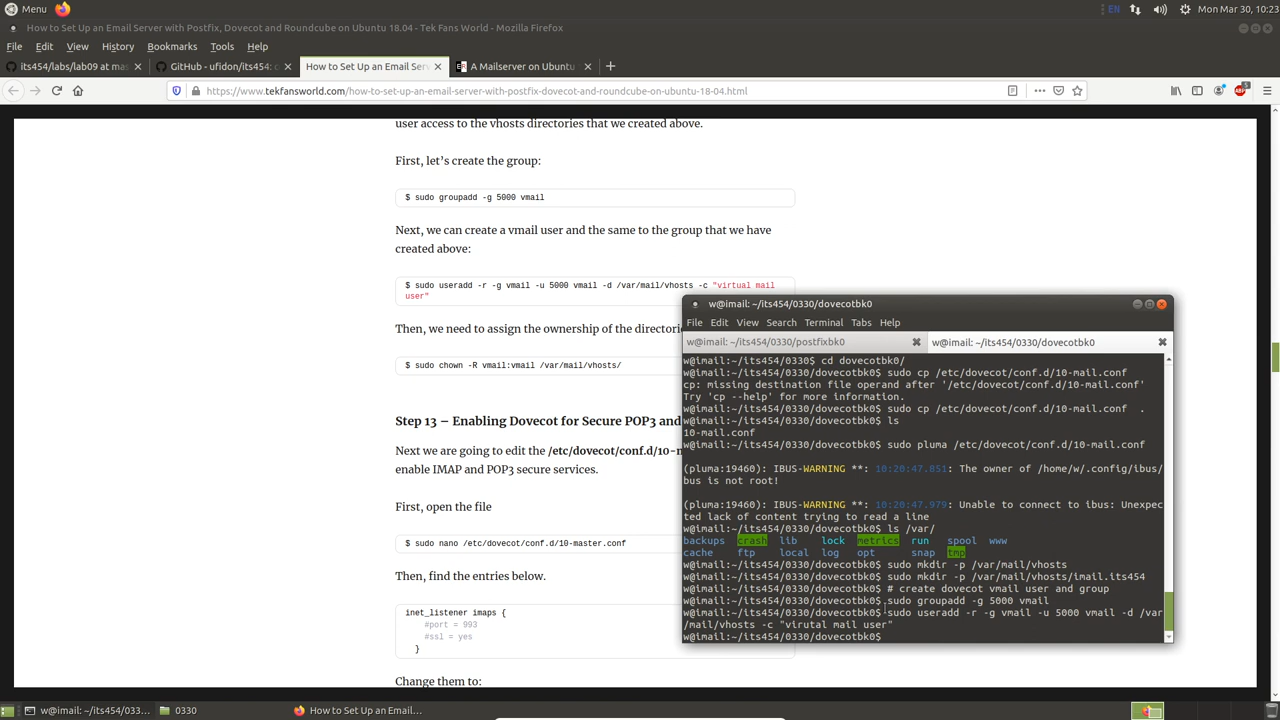 Menu
EN
Mon Mar 30, 10:23
How to Set Up an Email Server with Postfix, Dovecot and Roundcube on Ubuntu 18.04 - Tek Fans World - Mozilla Firefox
File Edit View History Bookmarks Tools Help
its454/labs/lab09 at mas
GitHub - ufidon/its454: c
How to Set Up an Email Serv
A Mailserver on Ubuntu
https://www.tekfansworld.com/how-to-set-up-an-email-server-with-postfix-dovecot-and-roundcube-on-ubuntu-18-04.html
user access to the vhosts directories that we created above.
First, let's create the group:
$ sudo groupadd -g 5000 vmail
Next, we can create a vmail user and the same to the group that we have
created above:
$ sudo useradd -r -g vmail -u 5000 vmail -d /var/mail/vhosts -c "virtual mail
user"
Then, we need to assign the ownership of the directorie
$ sudo chown -R vmail:vmail /var/mail/vhosts/
Step 13 – Enabling Dovecot for Secure POP3 and
Next we are going to edit the /etc/dovecot/conf.d/10-m
enable IMAP and POP3 secure services.
First, open the file
$ sudo nano /etc/dovecot/conf.d/10-master.conf
Then, find the entries below.
inet_listener imaps {
#port = 993
#ssl = yes
}
Change them to:
w@imail: ~/its454/0330/dovecotbk0
File Edit View Search Terminal Tabs Help
w@imail: ~/its454/0330/postfixbk0
w@imail: ~/its454/0330/dovecotbk0
w@imail:~/its454/0330$ cd dovecotbk0/
w@imail:~/its454/0330/dovecotbk0$ sudo cp /etc/dovecot/conf.d/10-mail.conf
cp: missing destination file operand after '/etc/dovecot/conf.d/10-mail.conf'
Try 'cp --help' for more information.
w@imail:~/its454/0330/dovecotbk0$ sudo cp /etc/dovecot/conf.d/10-mail.conf  .
w@imail:~/its454/0330/dovecotbk0$ ls
10-mail.conf
w@imail:~/its454/0330/dovecotbk0$ sudo pluma /etc/dovecot/conf.d/10-mail.conf
(pluma:19460): IBUS-WARNING **: 10:20:47.851: The owner of /home/w/.config/ibus/
bus is not root!
(pluma:19460): IBUS-WARNING **: 10:20:47.979: Unable to connect to ibus: Unexpec
ted lack of content trying to read a line
w@imail:~/its454/0330/dovecotbk0$ ls /var/
backups crash lib lock metrics run spool www
cache ftp local log opt snap tmp
w@imail:~/its454/0330/dovecotbk0$ sudo mkdir -p /var/mail/vhosts
w@imail:~/its454/0330/dovecotbk0$ sudo mkdir -p /var/mail/vhosts/imail.its454
w@imail:~/its454/0330/dovecotbk0$ # create dovecot vmail user and group
w@imail:~/its454/0330/dovecotbk0$ sudo groupadd -g 5000 vmail
w@imail:~/its454/0330/dovecotbk0$ sudo useradd -r -g vmail -u 5000 vmail -d /var
/mail/vhosts -c "virutal mail user"
w@imail:~/its454/0330/dovecotbk0$
w@imail: ~/its454/033...
0330
How to Set Up an Email...